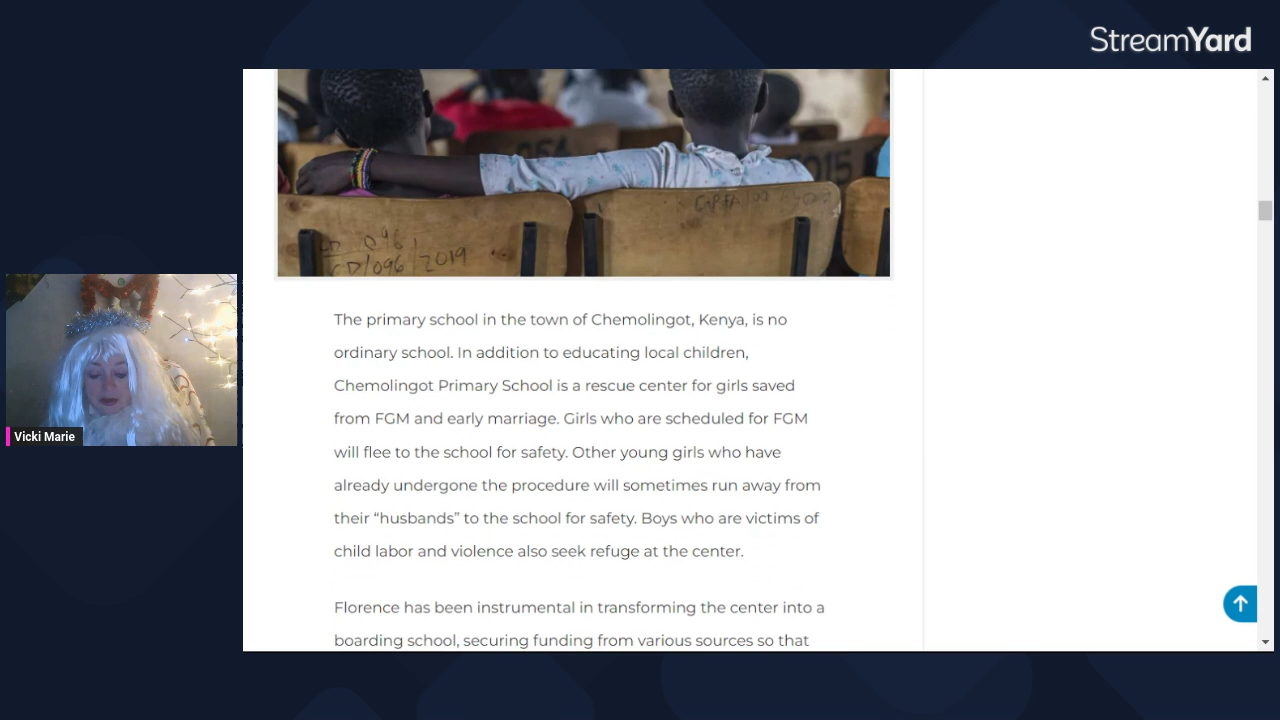 StreamYard
CD 096
CD/096/2019
The primary school in the town of Chemolingot, Kenya, is no
ordinary school. In addition to educating local children,
Chemolingot Primary School is a rescue center for girls saved
from FGM and early marriage. Girls who are scheduled for FGM
will flee to the school for safety. Other young girls who have
already undergone the procedure will sometimes run away from
their “husbands” to the school for safety. Boys who are victims of
child labor and violence also seek refuge at the center.
Florence has been instrumental in transforming the center into a
boarding school, securing funding from various sources so that
Vicki Marie